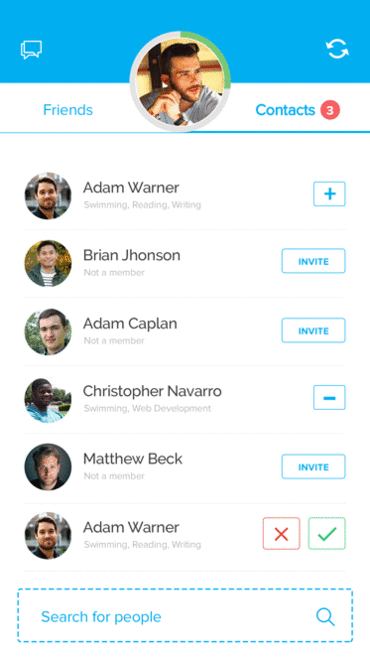 Friends
Contacts 3
Adam Warner
Swimming, Reading, Writing
Brian Jhonson
Not a member
INVITE
Adam Caplan
Not a member
INVITE
Christopher Navarro
Swimming, Web Development
Matthew Beck
Not a member
INVITE
Adam Warner
Swimming, Reading, Writing
Search for people